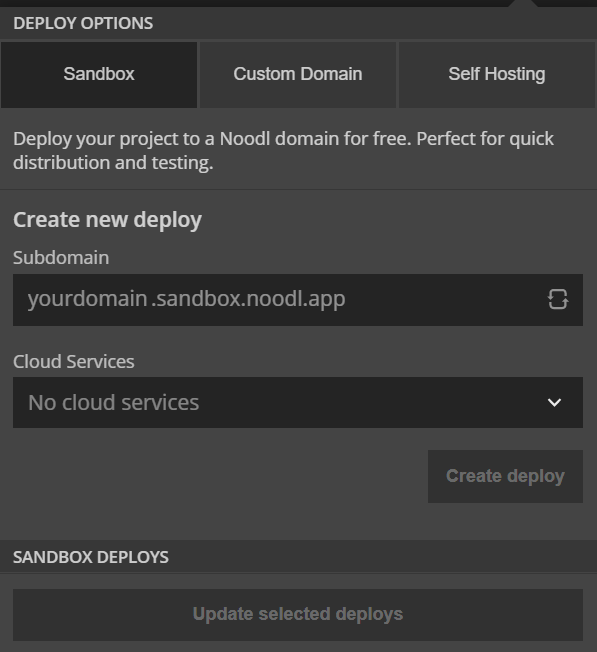 DEPLOY OPTIONS
Sandbox Custom Domain Self Hosting
Deploy your project to a Noodl domain for free. Perfect for quick
distribution and testing.
Create new deploy
Subdomain
yourdomain.sandbox.noodl.app
Cloud Services
No cloud services
Create deploy
SANDBOX DEPLOYS
Update selected deploys